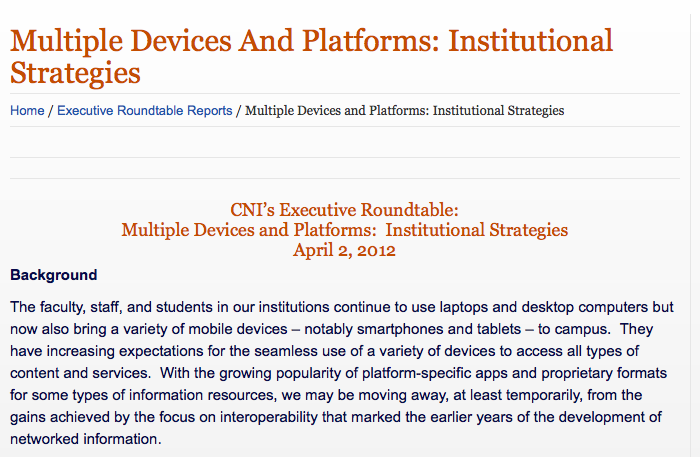 Multiple Devices And Platforms: Institutional
Strategies
Home / Executive Roundtable Reports / Multiple Devices and Platforms: Institutional Strategies
CNI’s Executive Roundtable:
Multiple Devices and Platforms:  Institutional Strategies
April 2, 2012
Background
The faculty, staff, and students in our institutions continue to use laptops and desktop computers but
now also bring a variety of mobile devices – notably smartphones and tablets – to campus.  They
have increasing expectations for the seamless use of a variety of devices to access all types of
content and services.  With the growing popularity of platform-specific apps and proprietary formats
for some types of information resources, we may be moving away, at least temporarily, from the
gains achieved by the focus on interoperability that marked the earlier years of the development of
networked information.